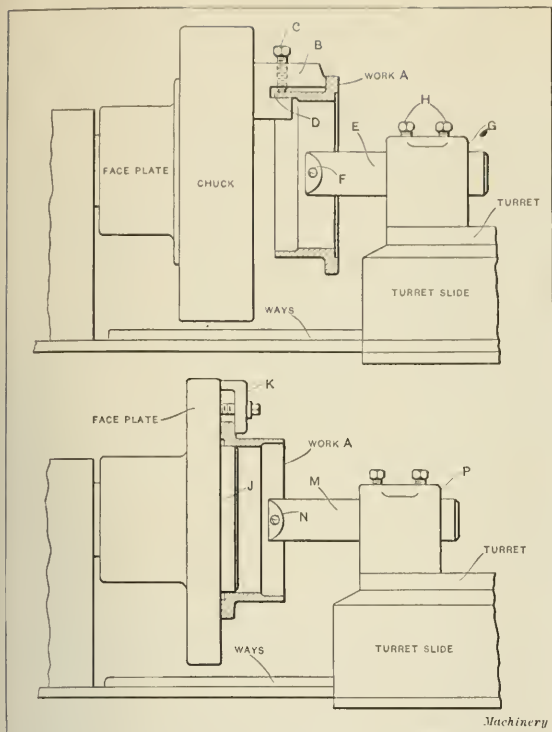 C
B
WORK A
H
D
E
G
F
FACE PLATE
CHUCK
TURRET
TURRET SLIDE
WAYS
K
FACE PLATE
WORK A
J
M
P
N
TURRET
TURRET SLIDE
WAYS
Machinery